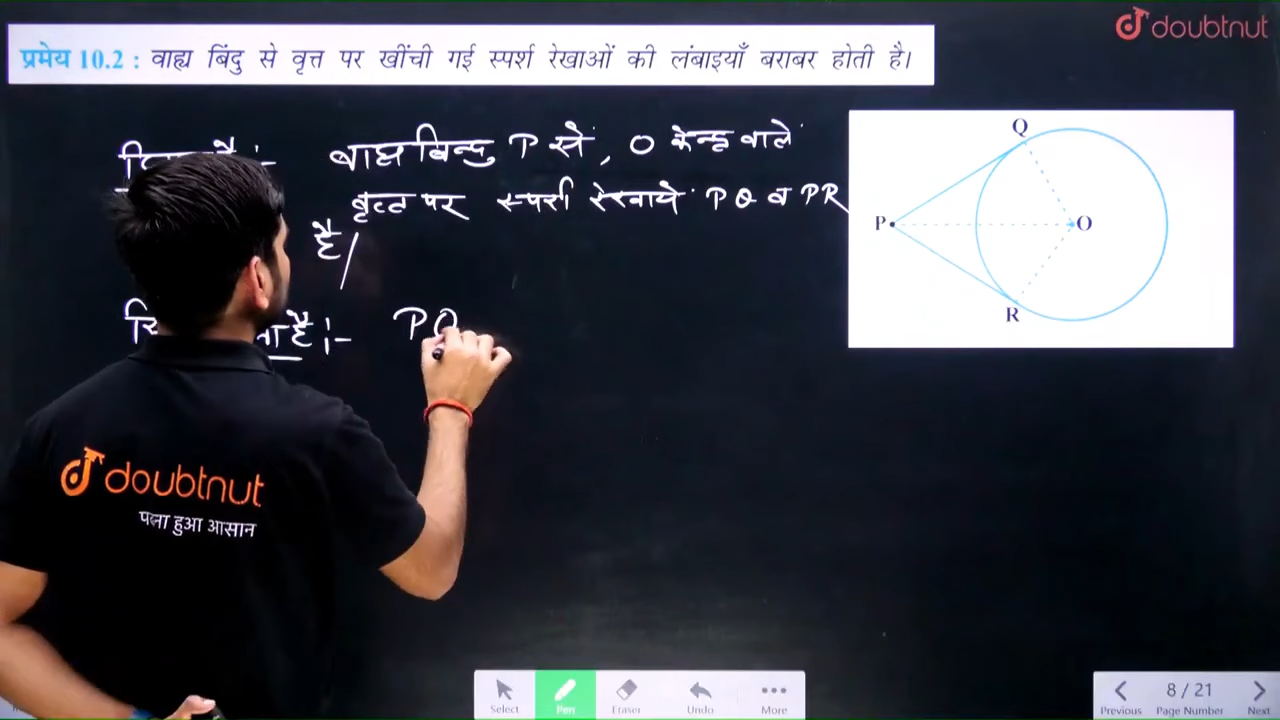 doubtnut
प्रमेय 10.2 : वाह्य बिंदु से वृत्त पर खींची गई स्पर्श रेखाओं की लंबाइयाँ बराबर होती है।
है :- बाह्य बिन्दु P से , O केन्द्र वाले
वृत्त पर स्पर्श रेखाये PQ व PR
है /
:- PQ
Q
P
O
R
doubtnut
पढ़ना हुआ आसान
Select
Pen
Eraser
Undo
More
Previous
8 / 21
Page Number
Next